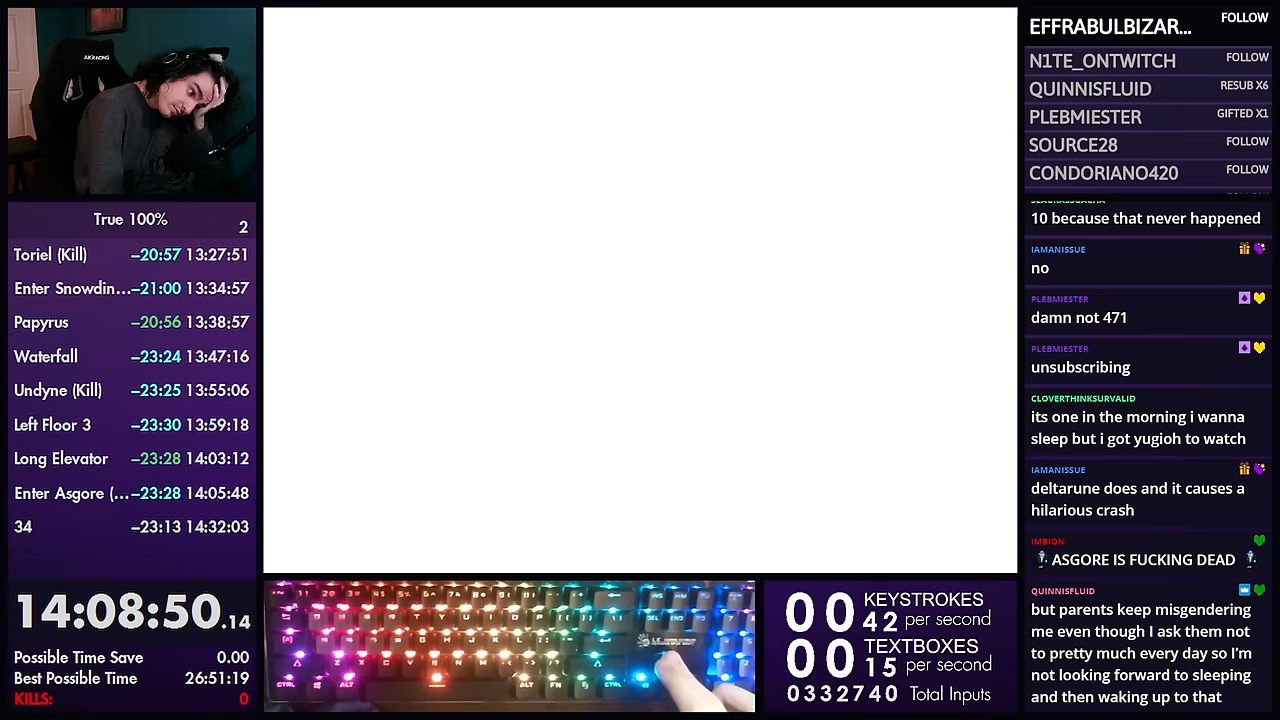 AKRACING
True 100%
2
Toriel (Kill) −20:57 13:27:51
Enter Snowdin... −21:00 13:34:57
Papyrus −20:56 13:38:57
Waterfall −23:24 13:47:16
Undyne (Kill) −23:25 13:55:06
Left Floor 3 −23:30 13:59:18
Long Elevator −23:28 14:03:12
Enter Asgore (... −23:28 14:05:48
34 −23:13 14:32:03
14:08:50.14
Possible Time Save 0.00
Best Possible Time 26:51:19
KILLS: 0
CTRL ALT ALT FN CTRL
00 42 KEYSTROKES per second
00 15 TEXTBOXES per second
0332740 Total Inputs
EFFRABULBIZAR... FOLLOW
N1TE_ONTWITCH FOLLOW
QUINNISFLUID RESUB X6
PLEBMIESTER GIFTED X1
SOURCE28 FOLLOW
CONDORIANO420 FOLLOW
10 because that never happened
IAMANISSUE
no
PLEBMIESTER
damn not 471
PLEBMIESTER
unsubscribing
CLOVERTHINKSURVALID
its one in the morning i wanna
sleep but i got yugioh to watch
IAMANISSUE
deltarune does and it causes a
hilarious crash
IMBION
ASGORE IS FUCKING DEAD
QUINNISFLUID
but parents keep misgendering
me even though I ask them not
to pretty much every day so I'm
not looking forward to sleeping
and then waking up to that